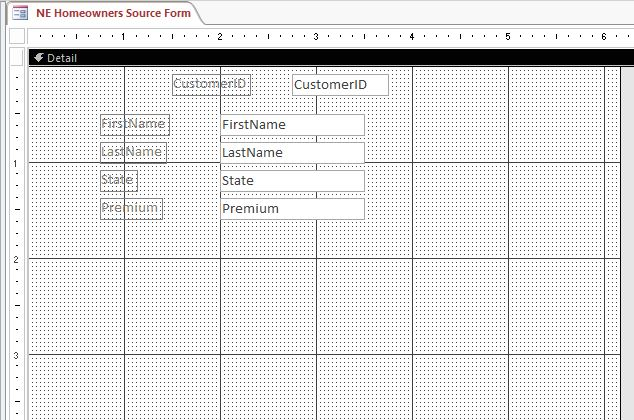 NE Homeowners Source Form
1 2 3 4 5 6
Detail
CustomerID CustomerID
FirstName FirstName
1
LastName LastName
State State
Premium Premium
2
3